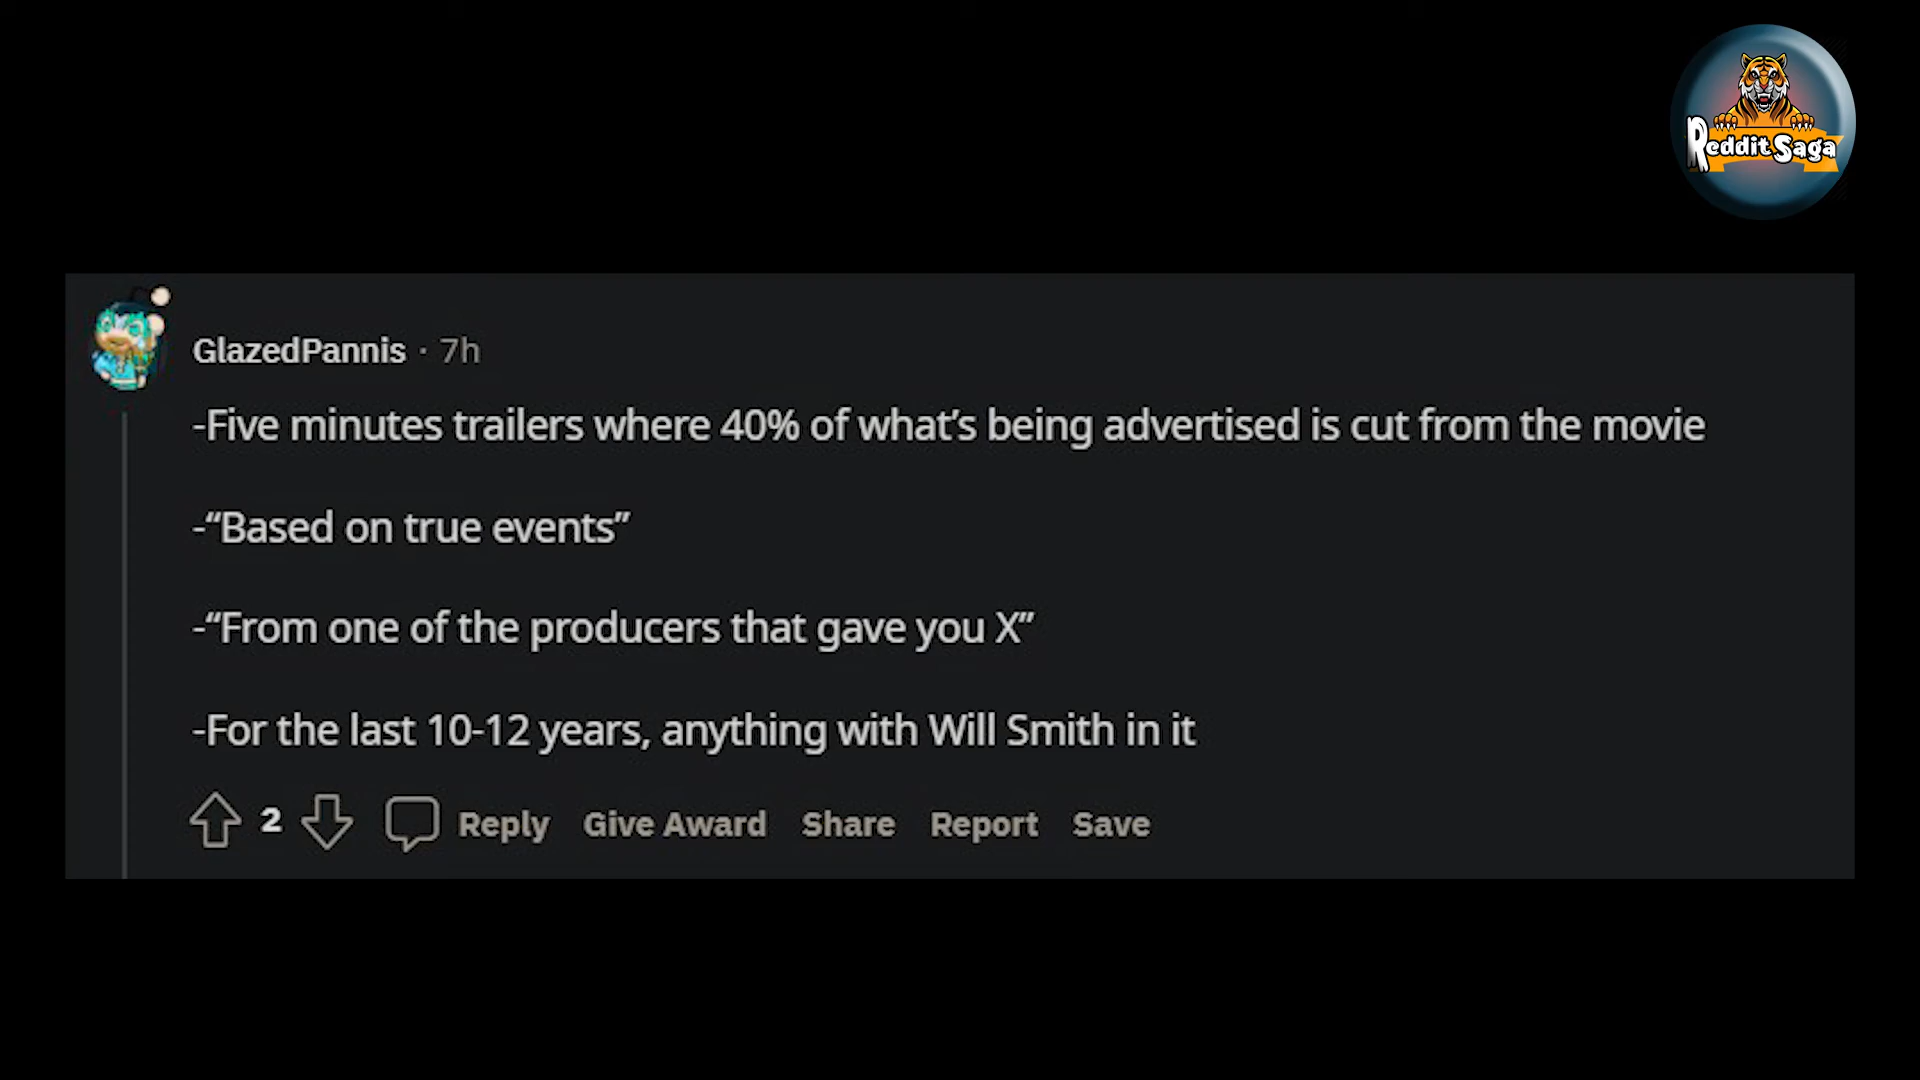 Reddit Saga
GlazedPannis · 7h
-Five minutes trailers where 40% of what’s being advertised is cut from the movie
-“Based on true events”
-“From one of the producers that gave you X”
-For the last 10-12 years, anything with Will Smith in it
2 Reply Give Award Share Report Save